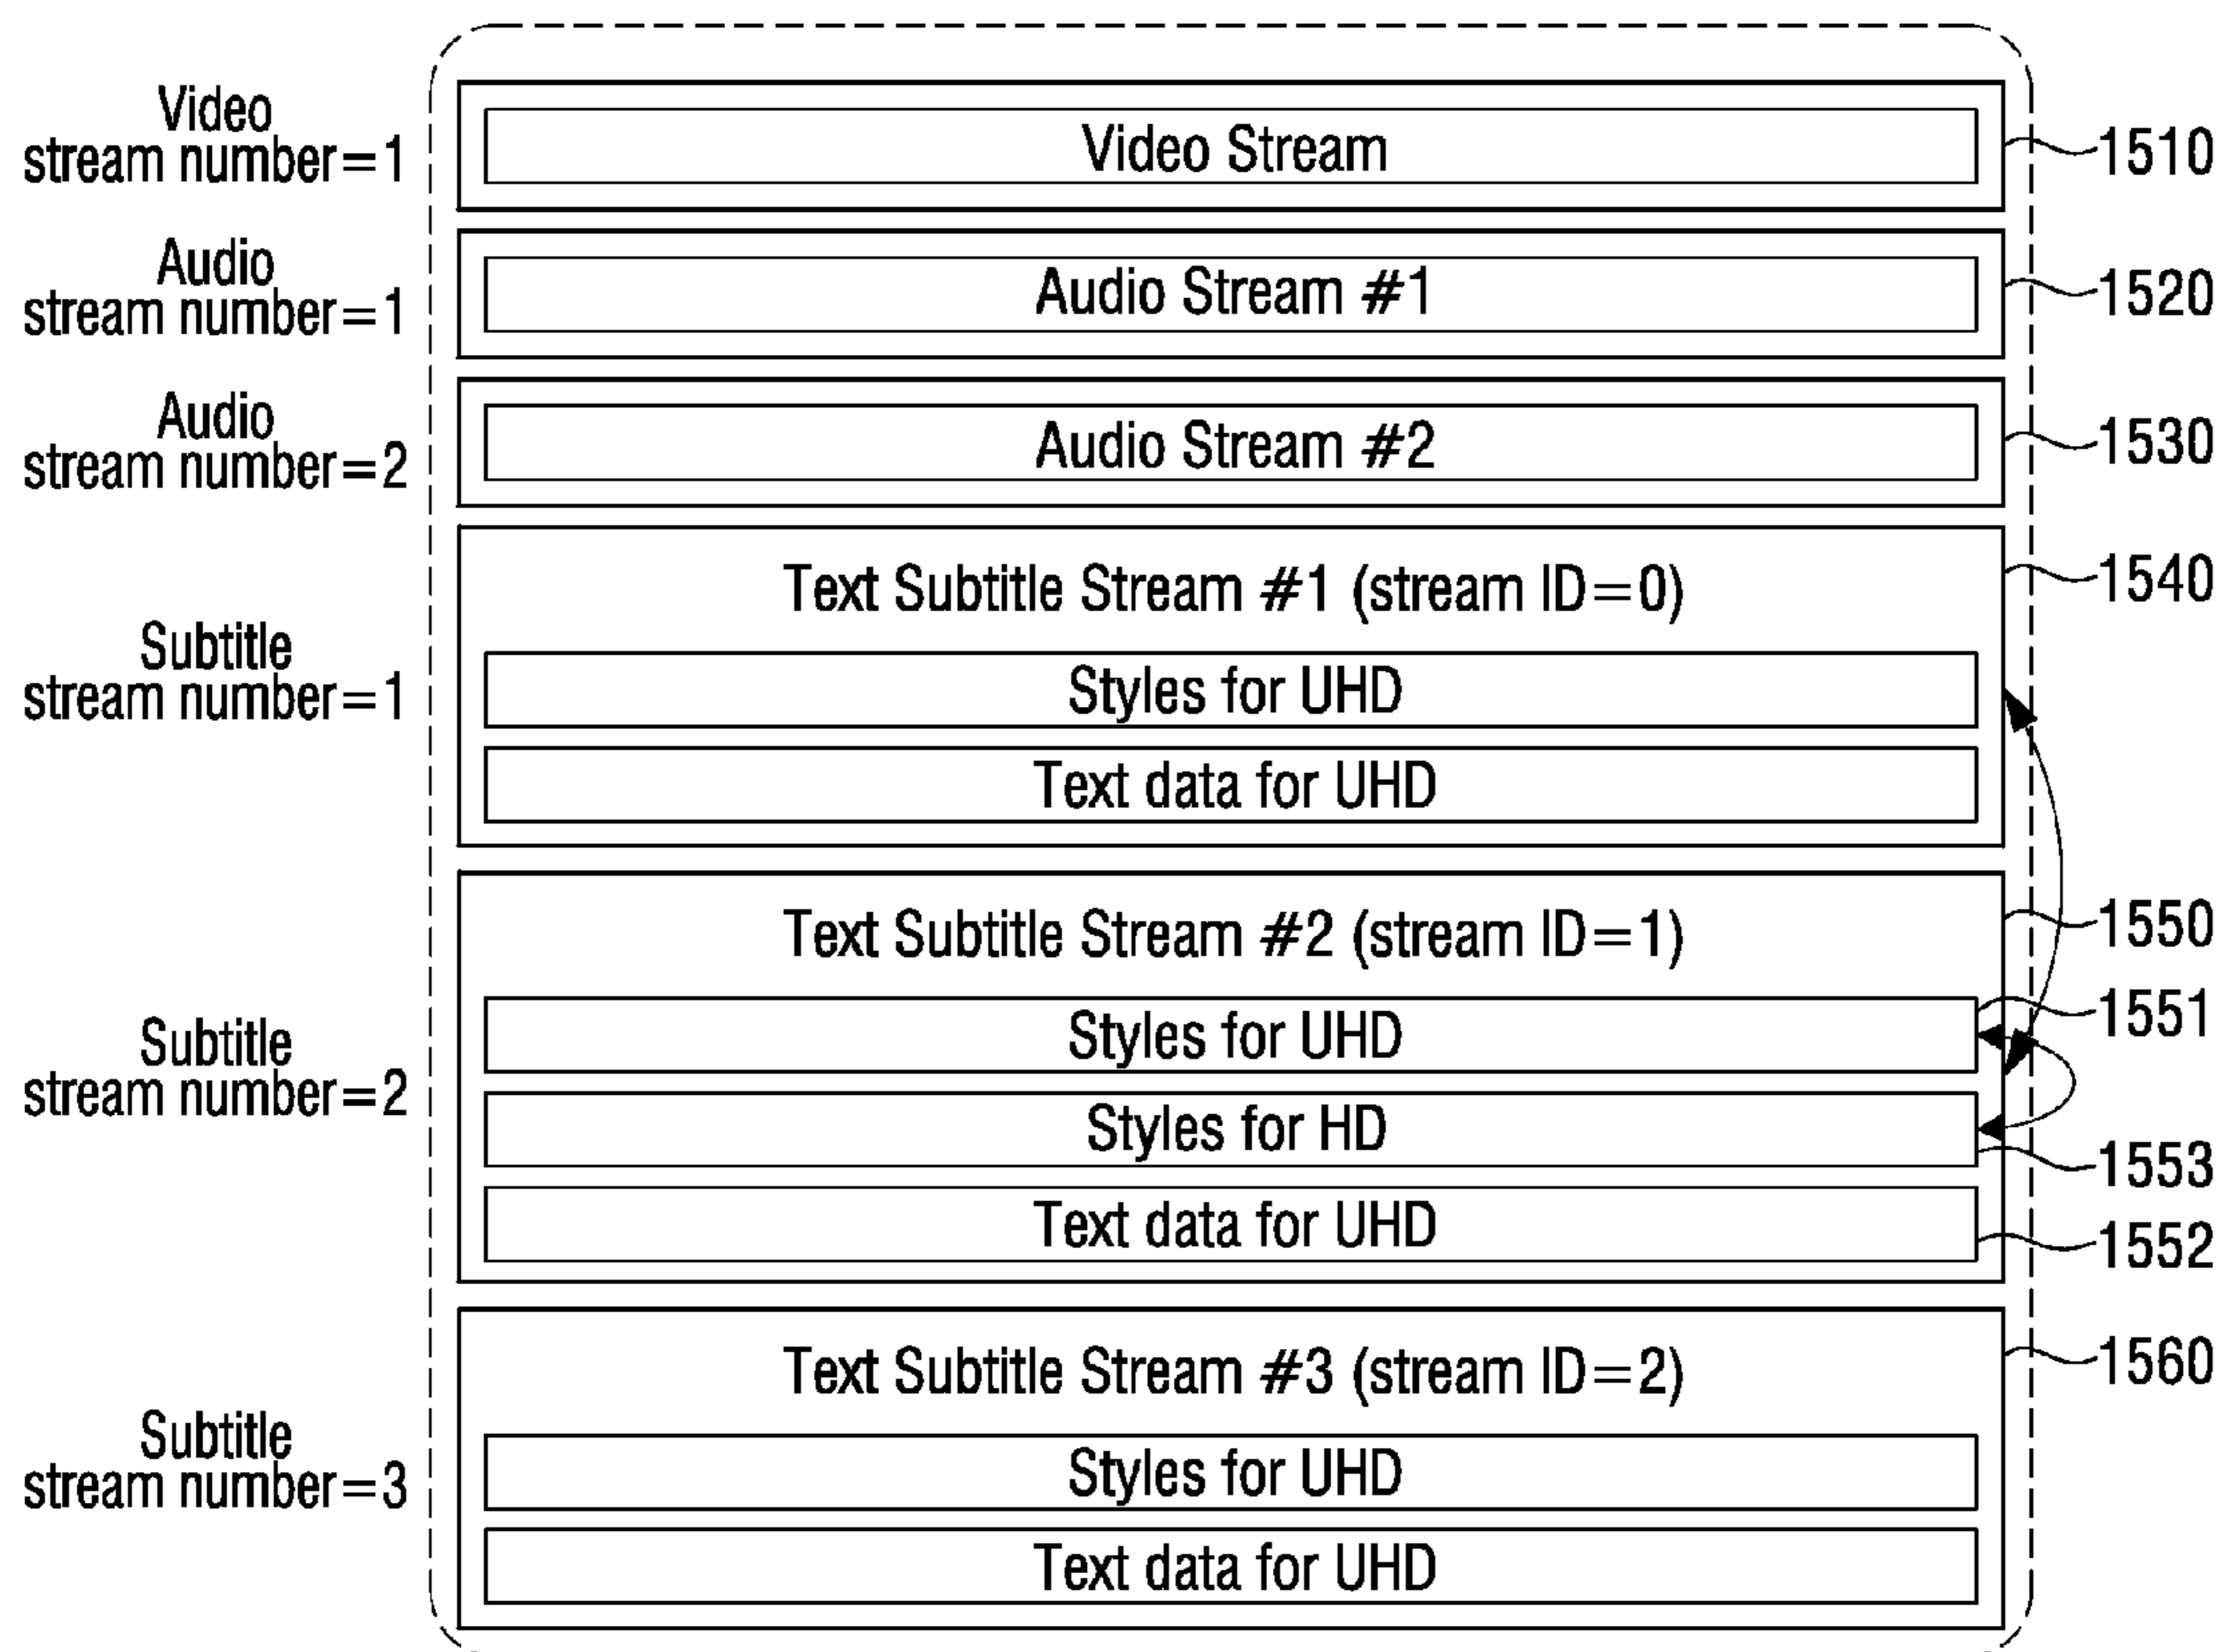 Video
stream number=1
Video Stream
1510
Audio
stream number=1
Audio Stream #1
1520
Audio
stream number=2
Audio Stream #2
1530
Subtitle
stream number=1
Text Subtitle Stream #1 (stream ID=0)
1540
Styles for UHD
Text data for UHD
Subtitle
stream number=2
Text Subtitle Stream #2 (stream ID=1)
1550
Styles for UHD
1551
Styles for HD
1553
Text data for UHD
1552
Subtitle
stream number=3
Text Subtitle Stream #3 (stream ID=2)
1560
Styles for UHD
Text data for UHD